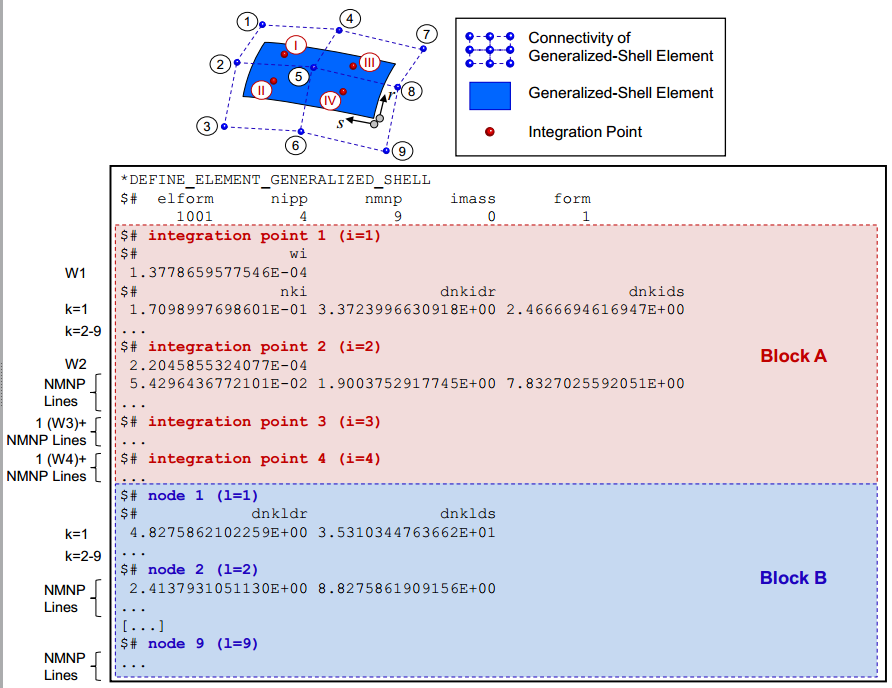 1
4
7
I
2
5
III
8
II
IV
r
s
3
6
9
Connectivity of
Generalized-Shell Element
Generalized-Shell Element
Integration Point
*DEFINE_ELEMENT_GENERALIZED_SHELL
$# elform nipp nmnp imass form
1001 4 9 0 1
$# integration point 1 (i=1)
$# wi
W1 1.3778659577546E-04
$# nki dnkidr dnkids
k=1 1.7098997698601E-01 3.3723996630918E+00 2.4666694616947E+00
k=2-9 ...
$# integration point 2 (i=2)
W2 2.2045855324077E-04
NMNP Lines 5.4296436772101E-02 1.9003752917745E+00 7.8327025592051E+00
...
$# integration point 3 (i=3)
1 (W3)+
NMNP Lines ...
$# integration point 4 (i=4)
1 (W4)+
NMNP Lines ...
Block A
$# node 1 (l=1)
$# dnkldr dnklds
k=1 4.8275862102259E+00 3.5310344763662E+01
k=2-9 ...
$# node 2 (l=2)
NMNP Lines 2.4137931051130E+00 8.8275861909156E+00
...
[...]
$# node 9 (l=9)
NMNP Lines ...
Block B